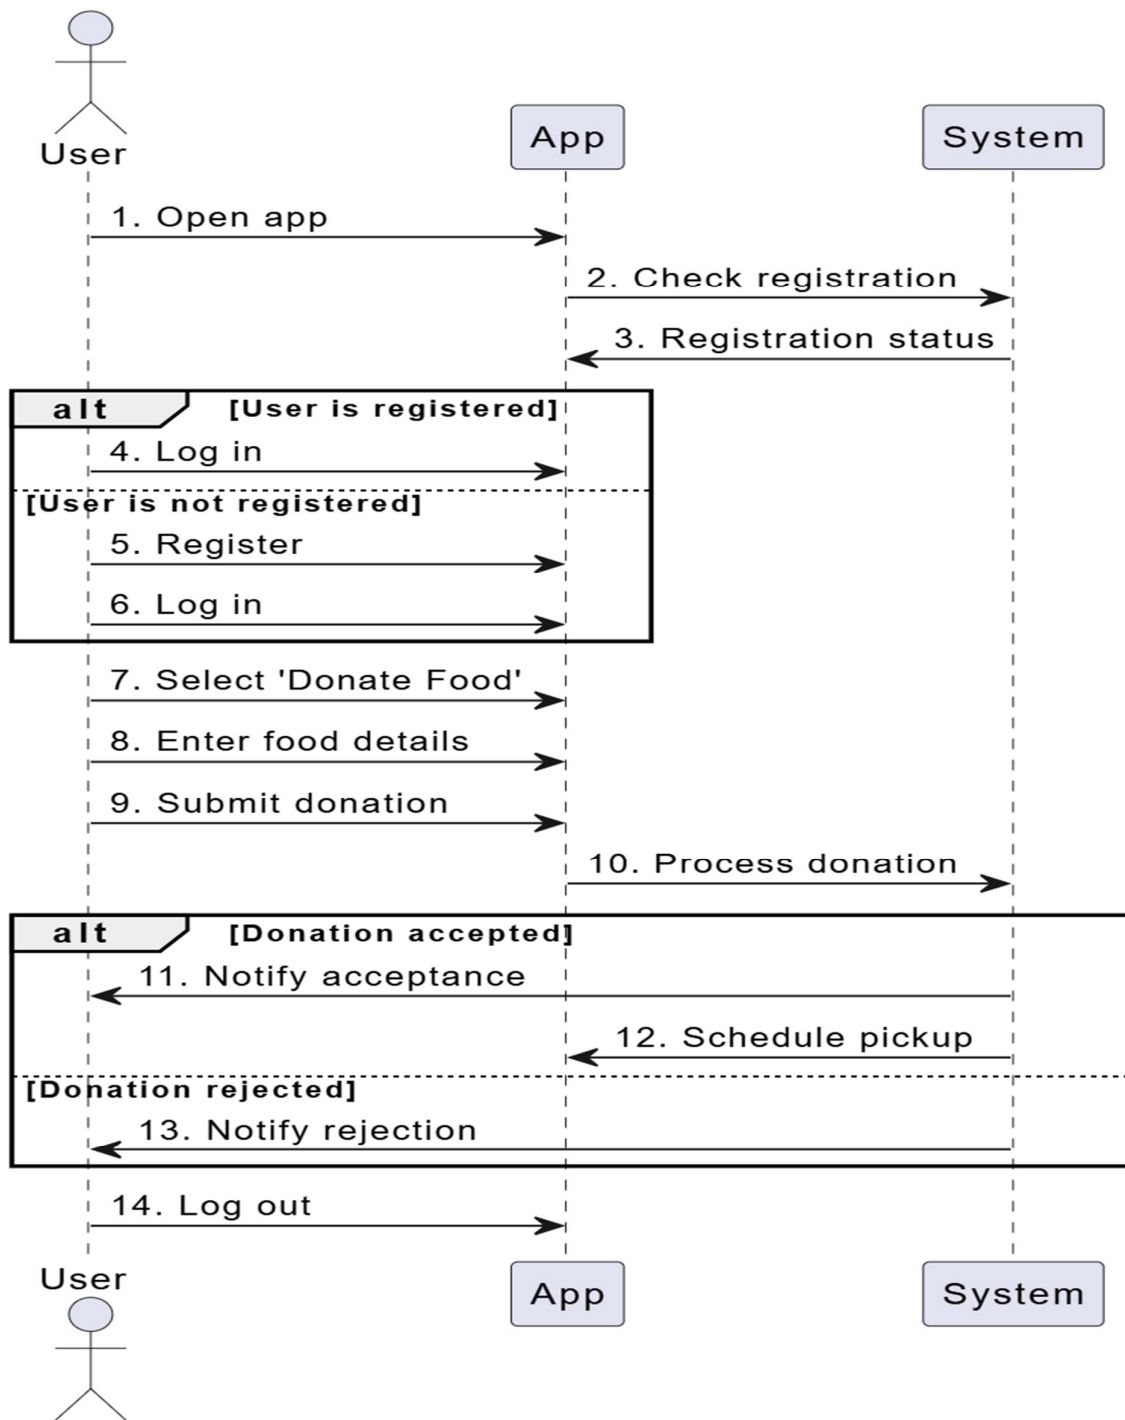 User
App
System
1. Open app
2. Check registration
3. Registration status
alt [User is registered]
4. Log in
[User is not registered]
5. Register
6. Log in
7. Select 'Donate Food'
8. Enter food details
9. Submit donation
10. Process donation
alt [Donation accepted]
11. Notify acceptance
12. Schedule pickup
[Donation rejected]
13. Notify rejection
14. Log out
User
App
System